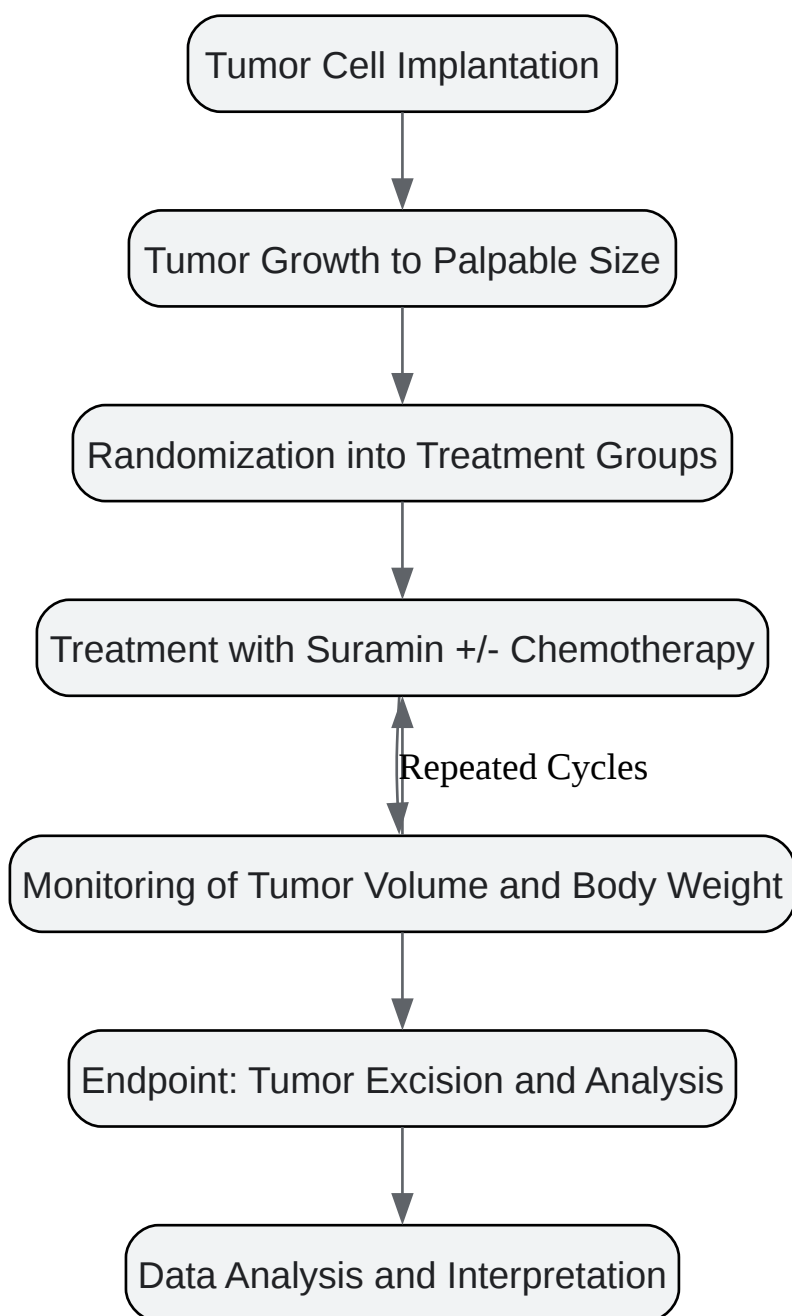 Tumor Cell Implantation
Tumor Growth to Palpable Size
Randomization into Treatment Groups
Treatment with Suramin +/- Chemotherapy
Repeated Cycles
Monitoring of Tumor Volume and Body Weight
Endpoint: Tumor Excision and Analysis
Data Analysis and Interpretation